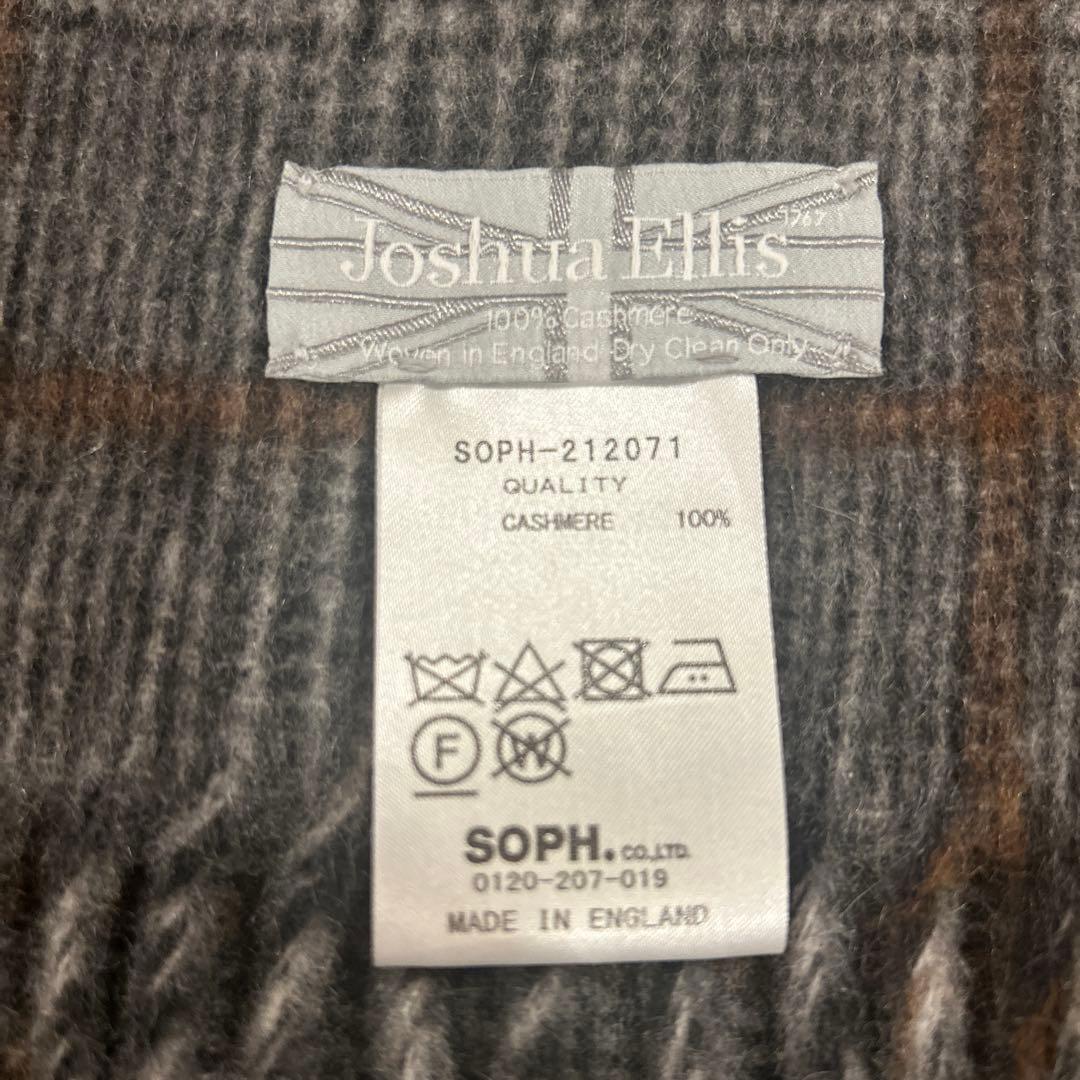 Joshua Ellis 1767
100% Cashmere
Woven in England Dry Clean Only
SOPH-212071
QUALITY
CASHMERE 100%
F W
SOPH. CO.,LTD.
0120-207-019
MADE IN ENGLAND